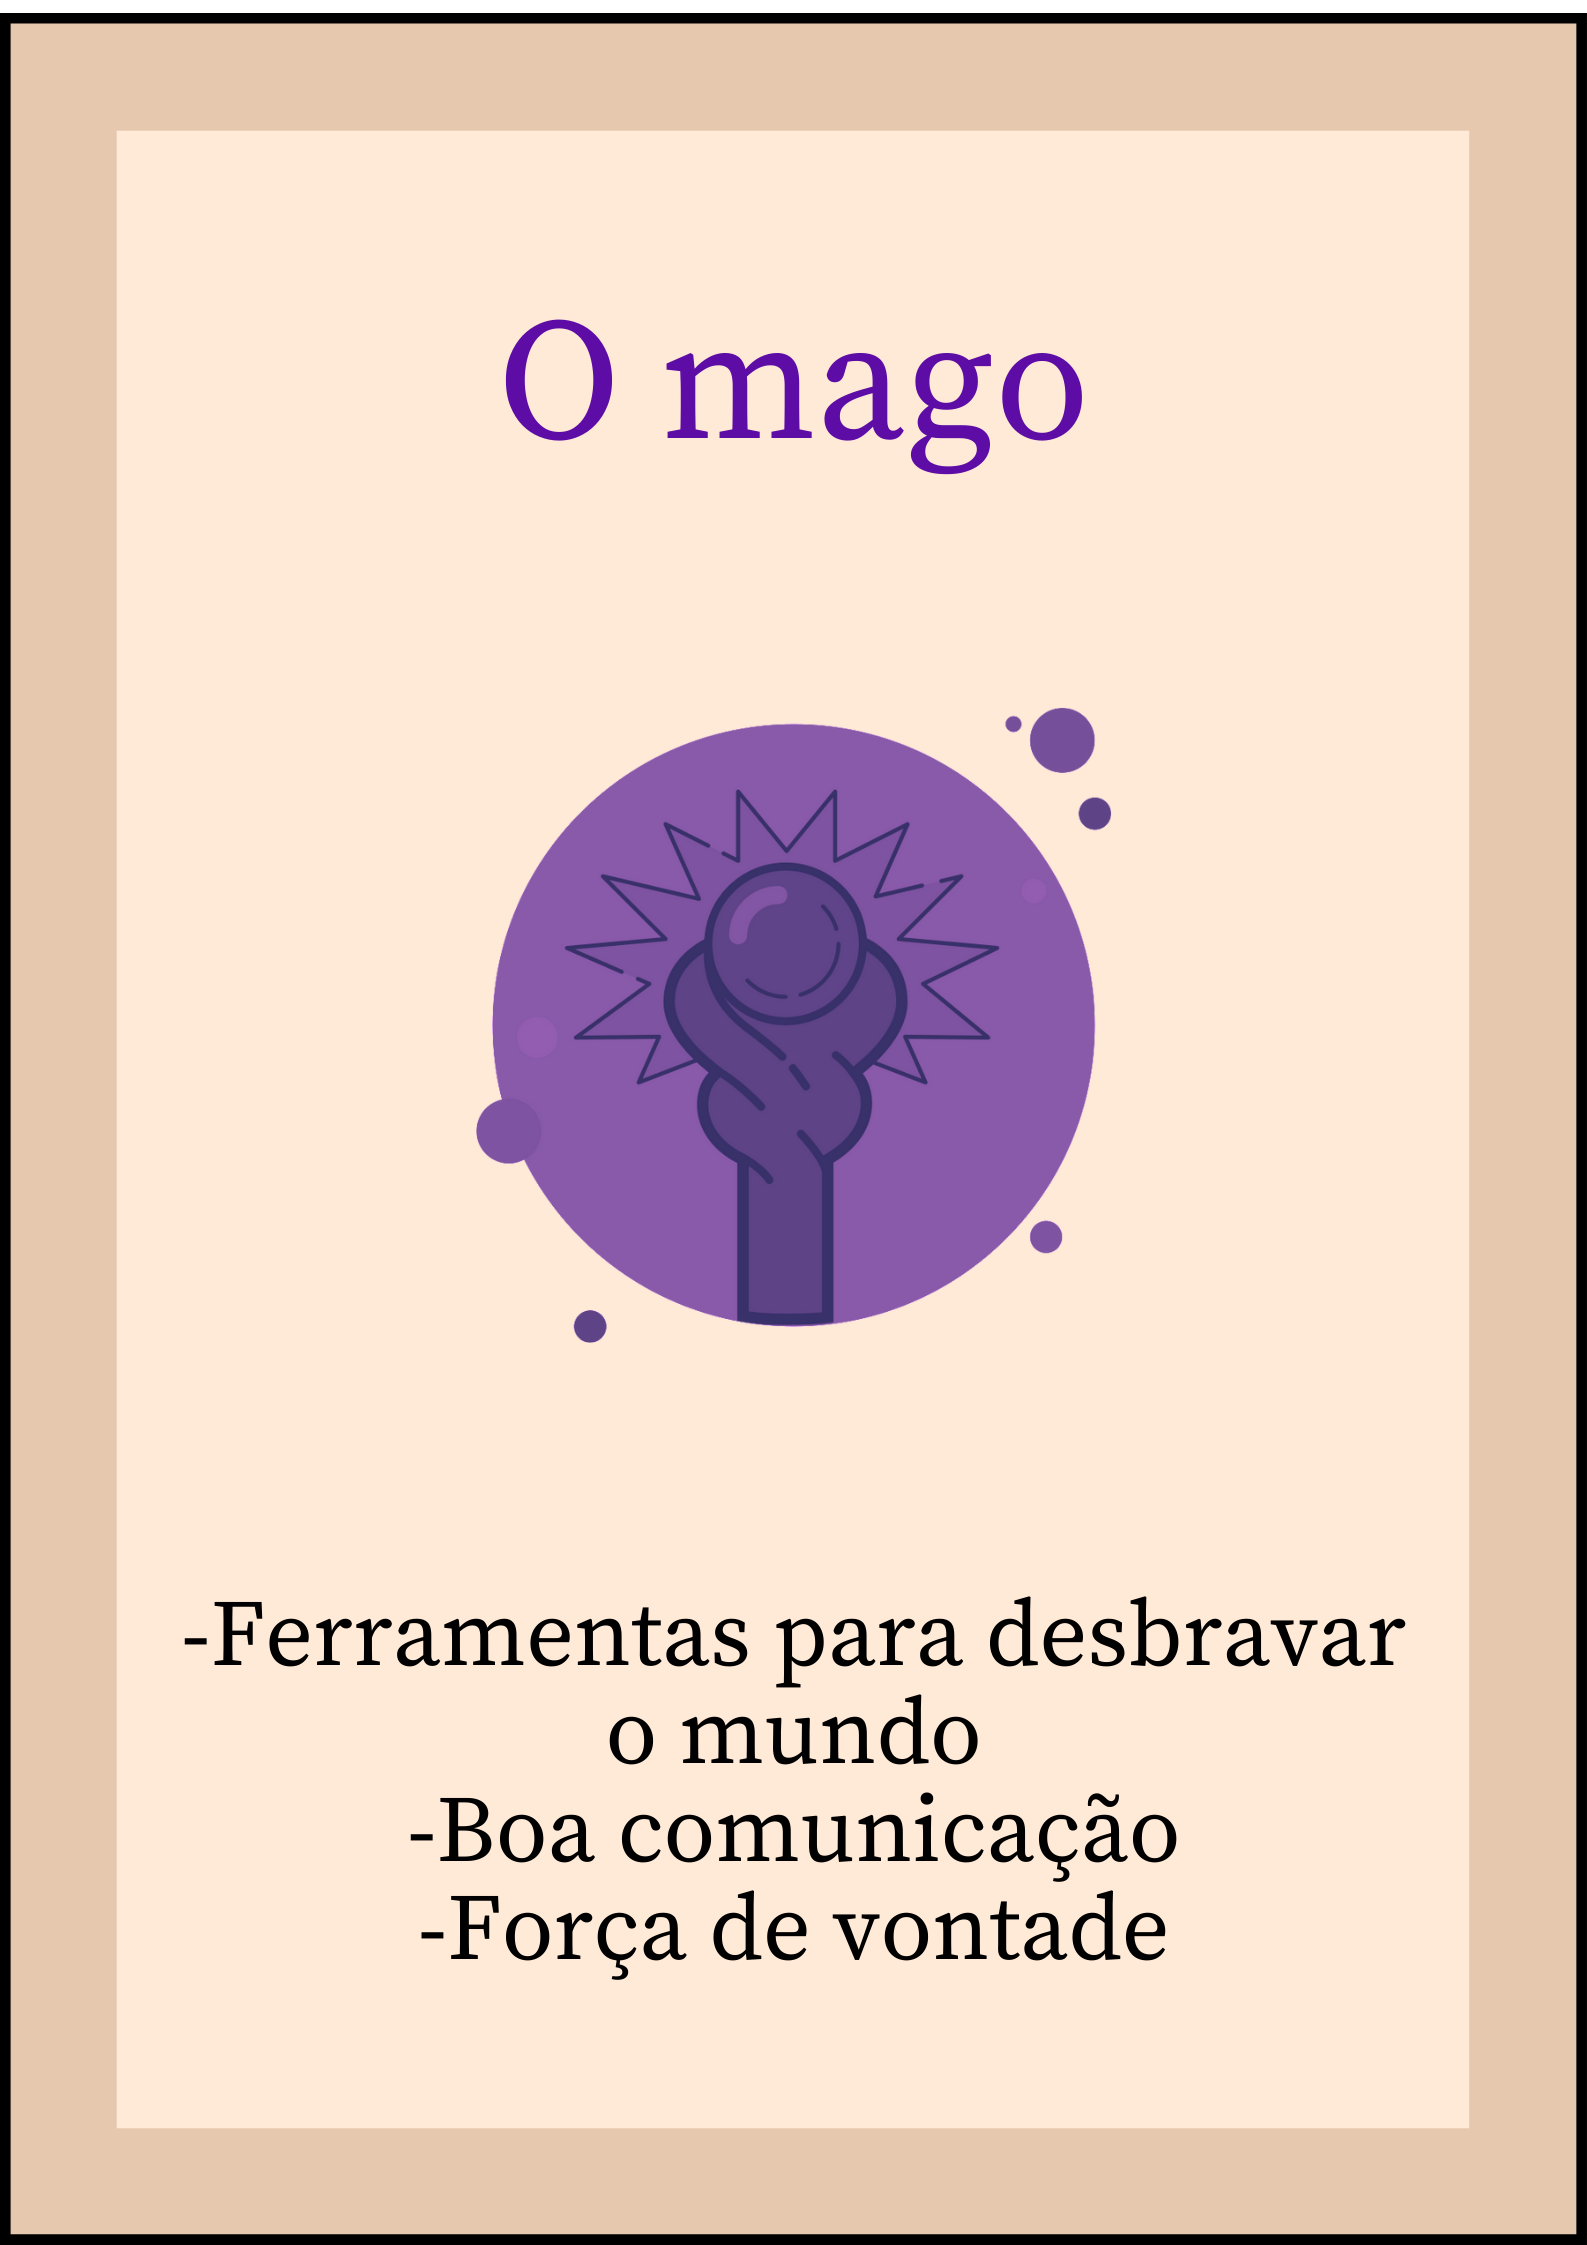 O mago
-Ferramentas para desbravar
o mundo
-Boa comunicação
-Força de vontade